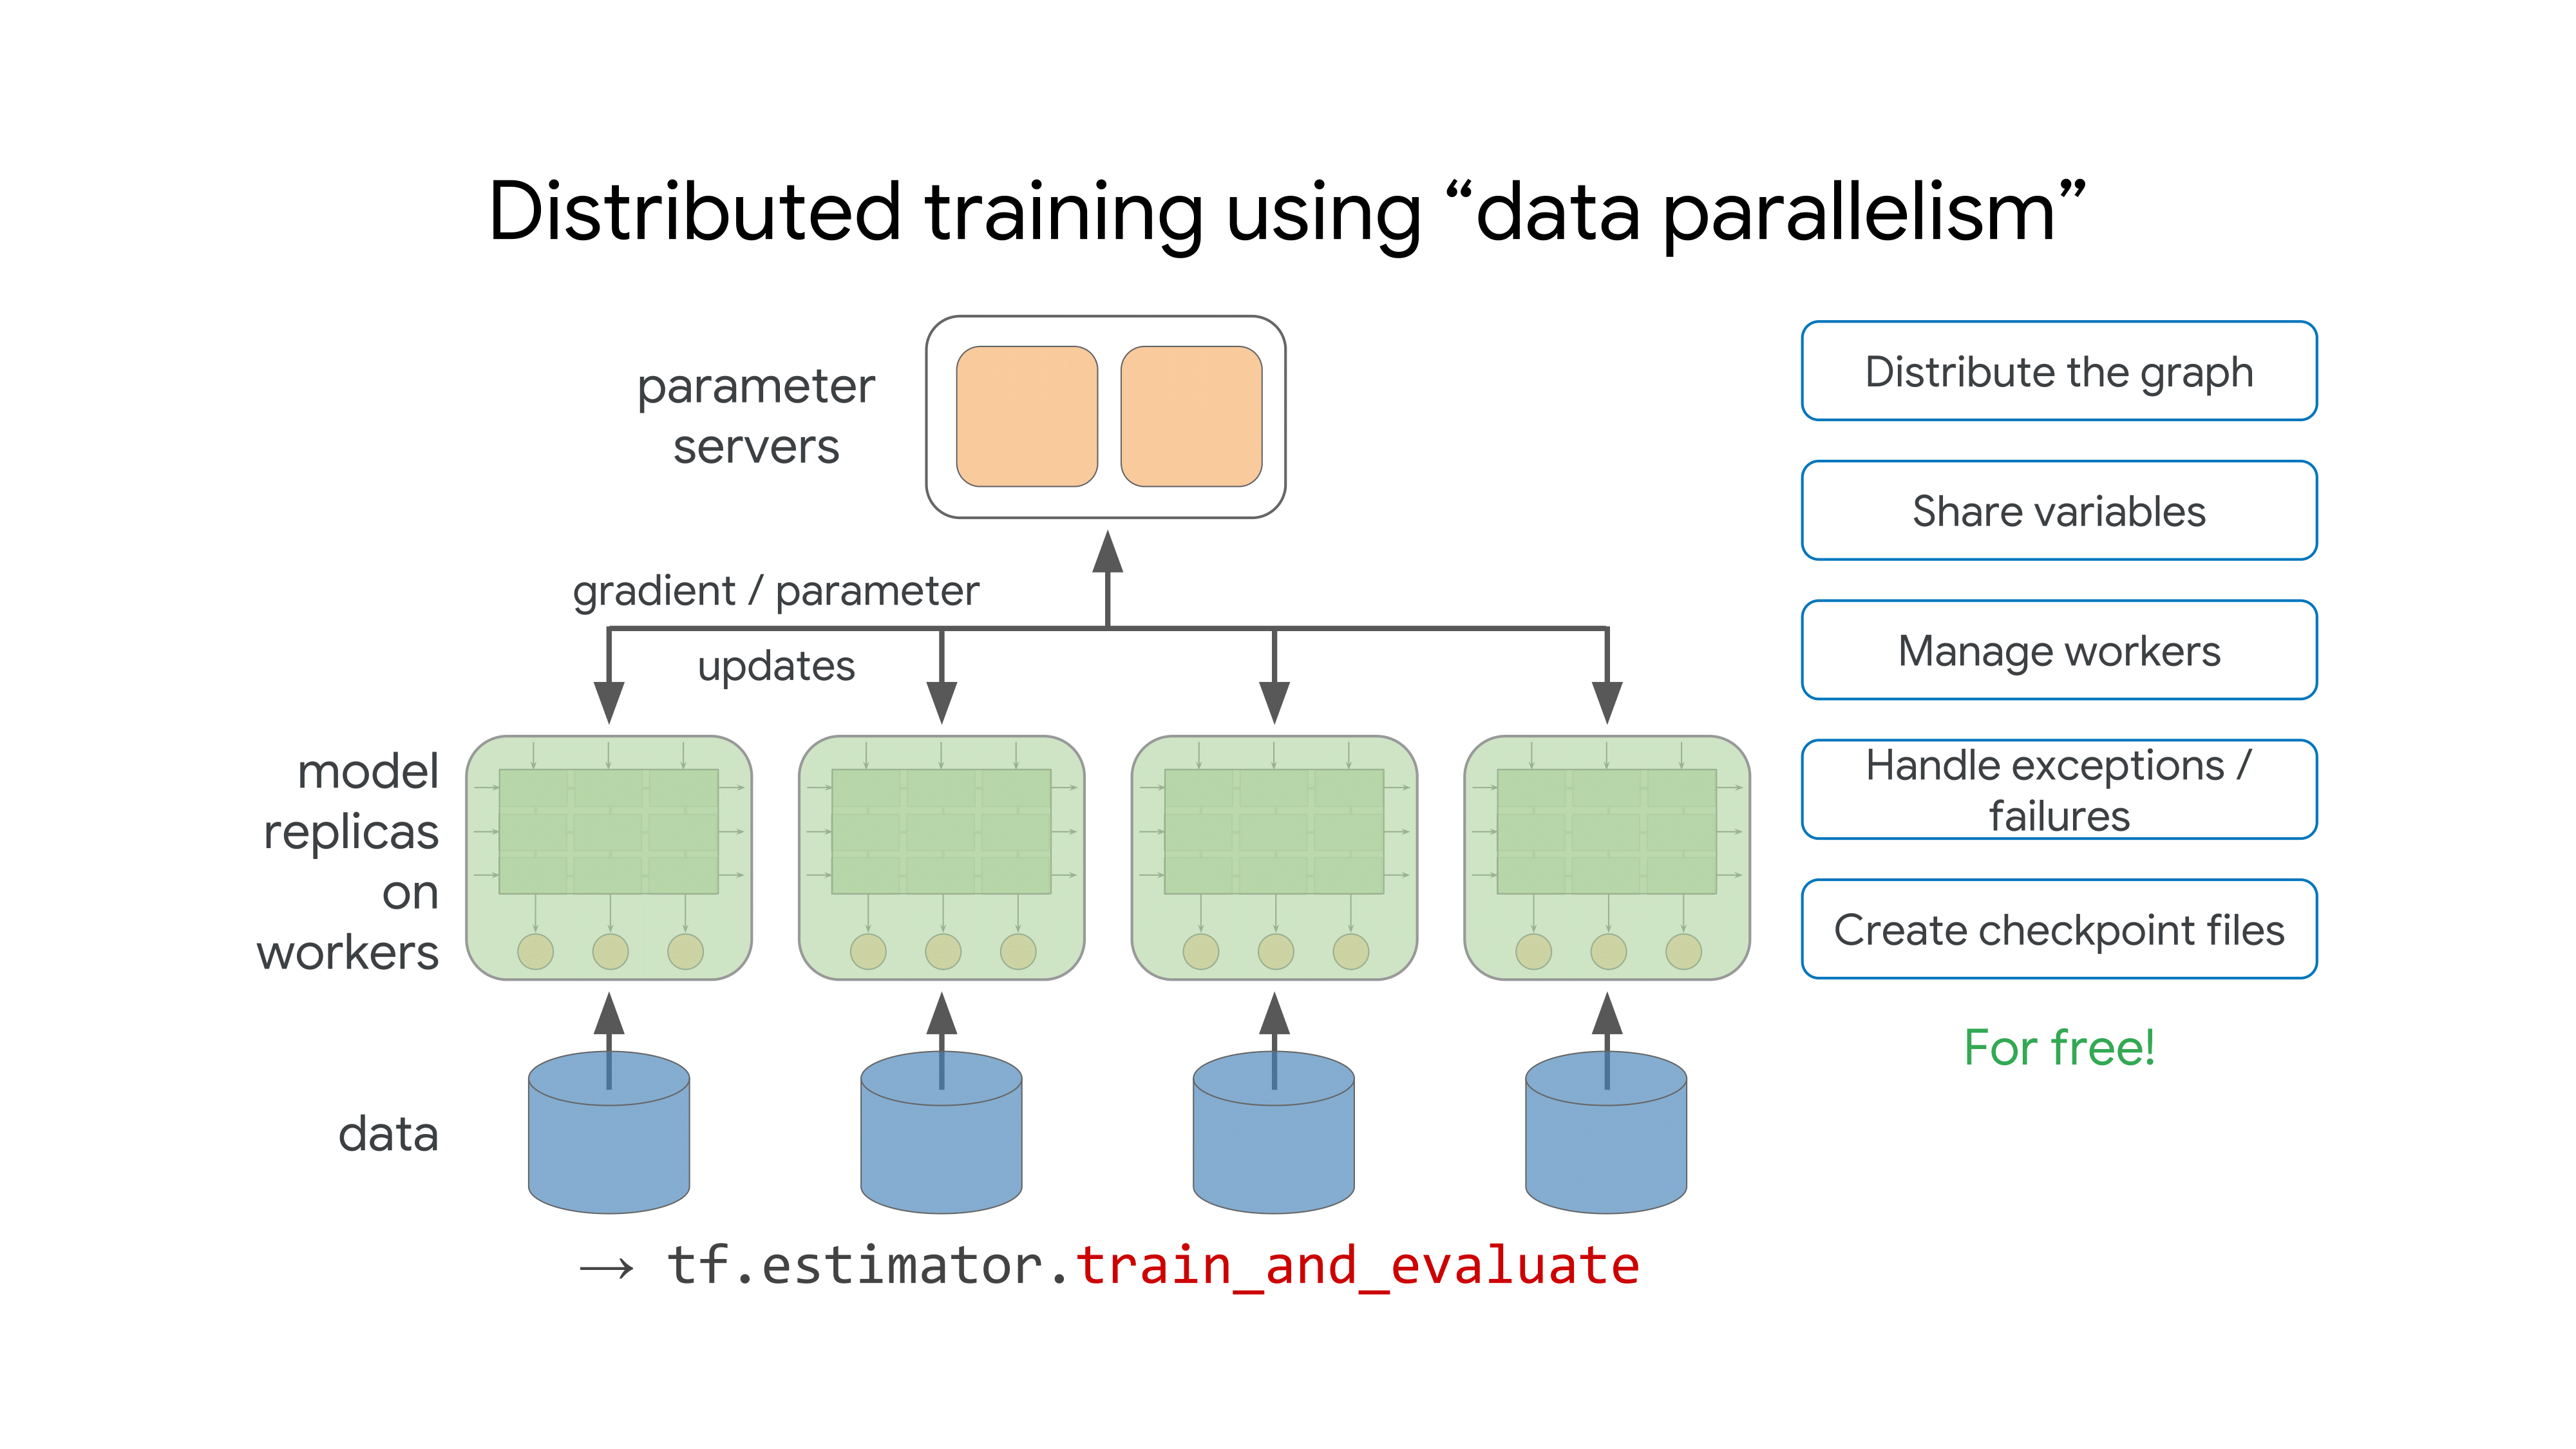 Distributed training using “data parallelism”
parameter
servers
gradient / parameter
updates
model
replicas
on
workers
data
→ tf.estimator.train_and_evaluate
Distribute the graph
Share variables
Manage workers
Handle exceptions /
failures
Create checkpoint files
For free!